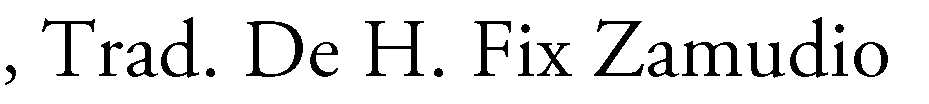 , Trad. De H. Fix Zamudio